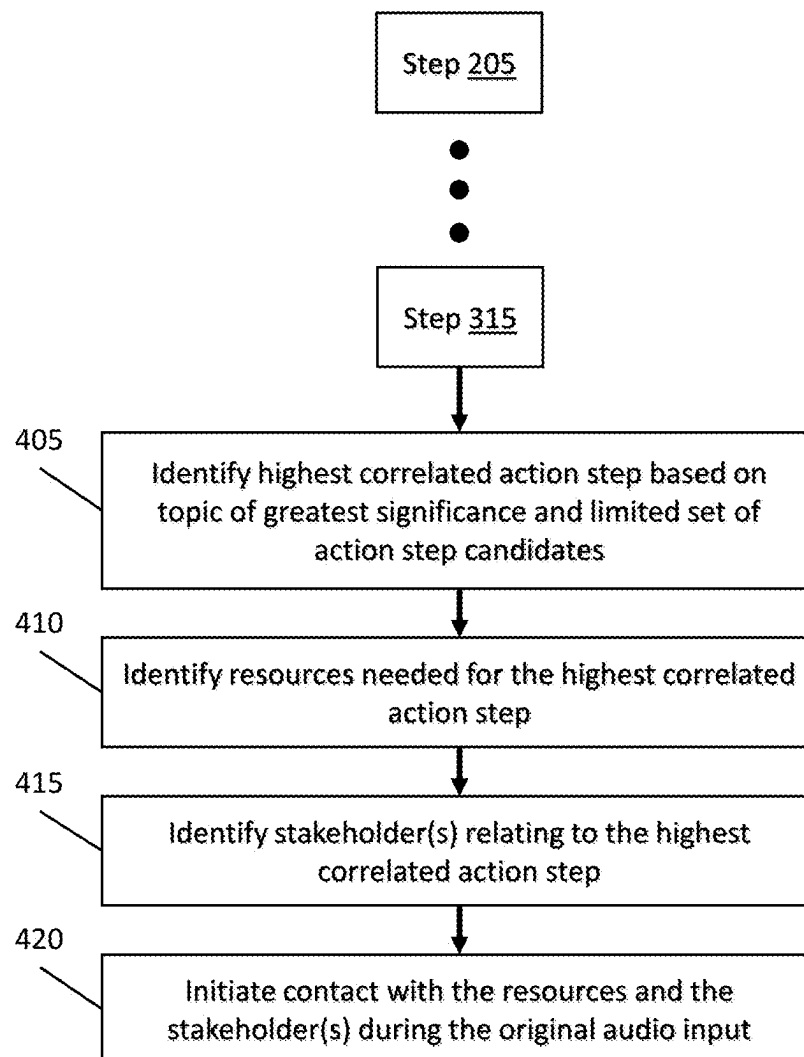 Step 205
Step 315
405
Identify highest correlated action step based on
topic of greatest significance and limited set of
action step candidates
410
Identify resources needed for the highest correlated
action step
415
Identify stakeholder(s) relating to the highest
correlated action step
420
Initiate contact with the resources and the
stakeholder(s) during the original audio input